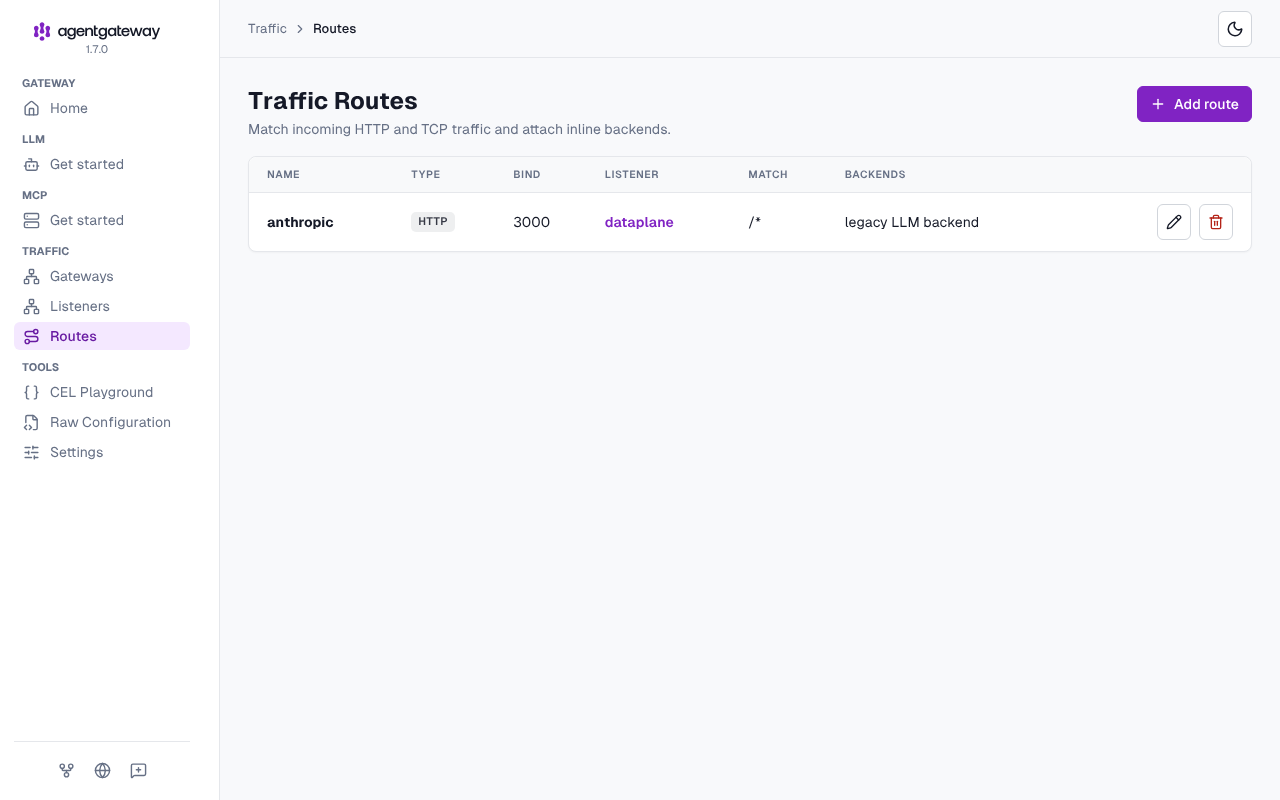 agentgateway
1.7.0
GATEWAY
Home
LLM
Get started
MCP
Get started
TRAFFIC
Gateways
Listeners
Routes
TOOLS
CEL Playground
Raw Configuration
Settings
Traffic > Routes
Traffic Routes
Match incoming HTTP and TCP traffic and attach inline backends.
+ Add route
NAME TYPE BIND LISTENER MATCH BACKENDS
anthropic HTTP 3000 dataplane /* legacy LLM backend